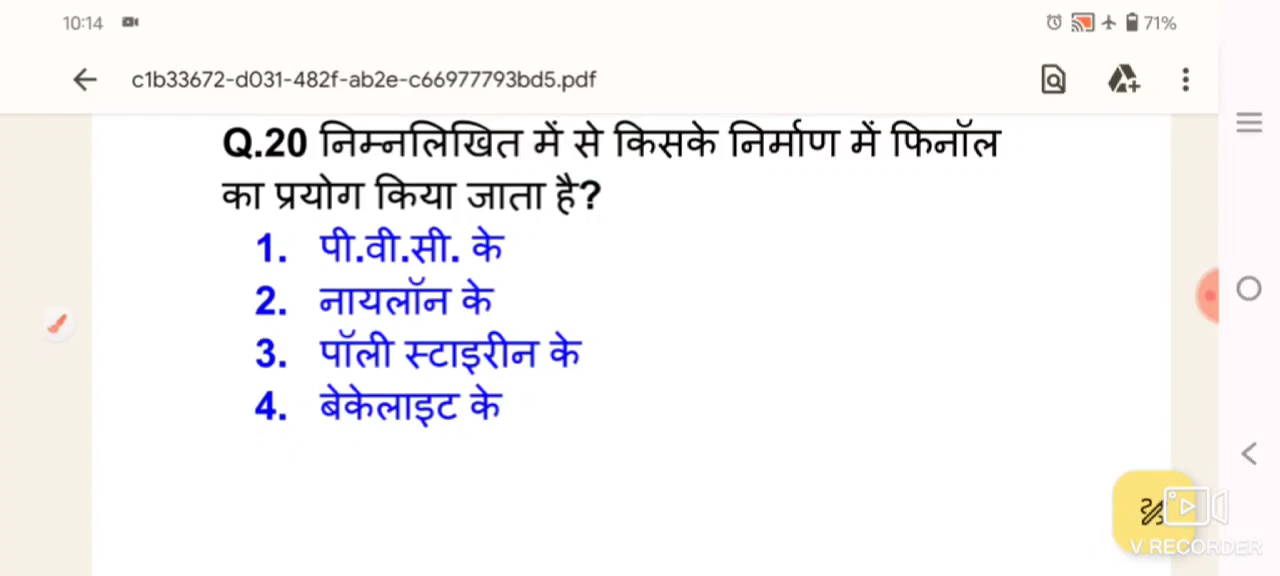 10:14 71%
c1b33672-d031-482f-ab2e-c66977793bd5.pdf
Q.20 निम्नलिखित में से किसके निर्माण में फिनॉल
का प्रयोग किया जाता है?
1. पी.वी.सी. के
2. नायलॉन के
3. पॉली स्टाइरीन के
4. बेकेलाइट के
V RECORDER